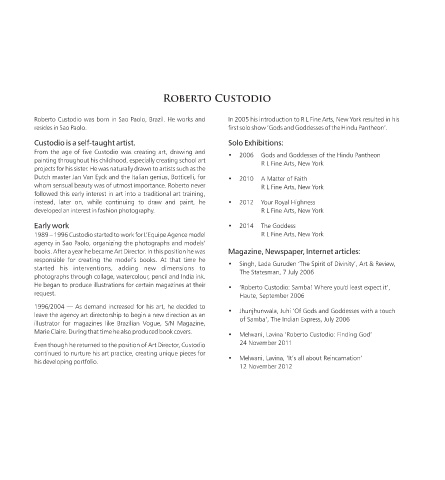 ROBERTO CUSTODIO
Roberto Custodio was born in Sao Paolo, Brazil. He works and
resides in Sao Paolo.
Custodio is a self-taught artist.
From the age of five Custodio was creating art, drawing and
painting throughout his childhood, especially creating school art
projects for his sister. He was naturally drawn to artists such as the
Dutch master Jan Van Eyck and the Italian genius, Botticelli, for
whom sensual beauty was of utmost importance. Roberto never
followed this early interest in art into a traditional art training,
instead, later on, while continuing to draw and paint, he
developed an interest in fashion photography.
Early work
1989 – 1996 Custodio started to work for L'Equipe Agence model
agency in Sao Paolo, organizing the photographs and models'
books. After a year he became Art Director. In this position he was
responsible for creating the model's books. At that time he
started his interventions, adding new dimensions to
photographs through collage, watercolour, pencil and India Ink.
He began to produce illustrations for certain magazines at their
request.
1996/2004 — As demand increased for his art, he decided to
leave the agency art directorship to begin a new direction as an
illustrator for magazines like Brazilian Vogue, S/N Magazine,
Marie Claire. During that time he also produced book covers.
Even though he returned to the position of Art Director, Custodio
continued to nurture his art practice, creating unique pieces for
his developing portfolio.
In 2005 his introduction to R L Fine Arts, New York resulted in his
first solo show 'Gods and Goddesses of the Hindu Pantheon'.
Solo Exhibitions:
• 2006 Gods and Goddesses of the Hindu Pantheon
R L Fine Arts, New York
• 2010 A Matter of Faith
R L Fine Arts, New York
• 2012 Your Royal Highness
R L Fine Arts, New York
• 2014 The Goddess
R L Fine Arts, New York
Magazine, Newspaper, Internet articles:
• Singh, Lada Guruden 'The Spirit of Divinity', Art & Review,
The Statesman, 7 July 2006
• 'Roberto Custodio: Samba! Where you'd least expect it',
Haute, September 2006
• Jhunjhunwala, Juhi 'Of Gods and Goddesses with a touch
of Samba', The Indian Express, July 2006
• Melwani, Lavina 'Roberto Custodio: Finding God'
24 November 2011
• Melwani, Lavina, 'It's all about Reincarnation'
12 November 2012